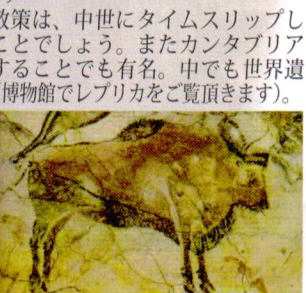 散策は、中世にタイムスリップし
ことでしょう。またカンタブリア
することでも有名。中でも世界遺
博物館でレプリカをご覧頂きます)。